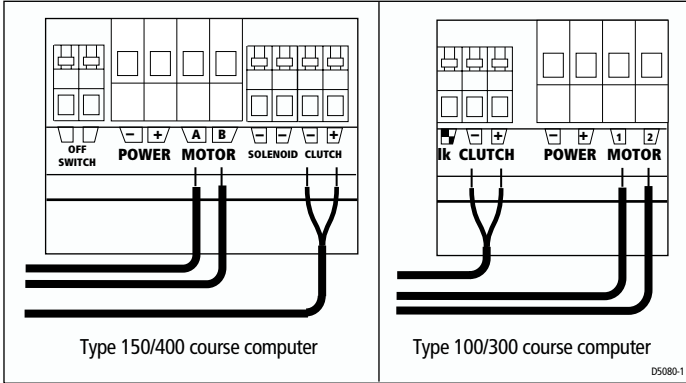 − + A B − − − +
OFF
SWITCH
POWER MOTOR SOLENOID CLUTCH
Type 150/400 course computer
− + − + 1 2
lk CLUTCH POWER MOTOR
Type 100/300 course computer
D5080-1